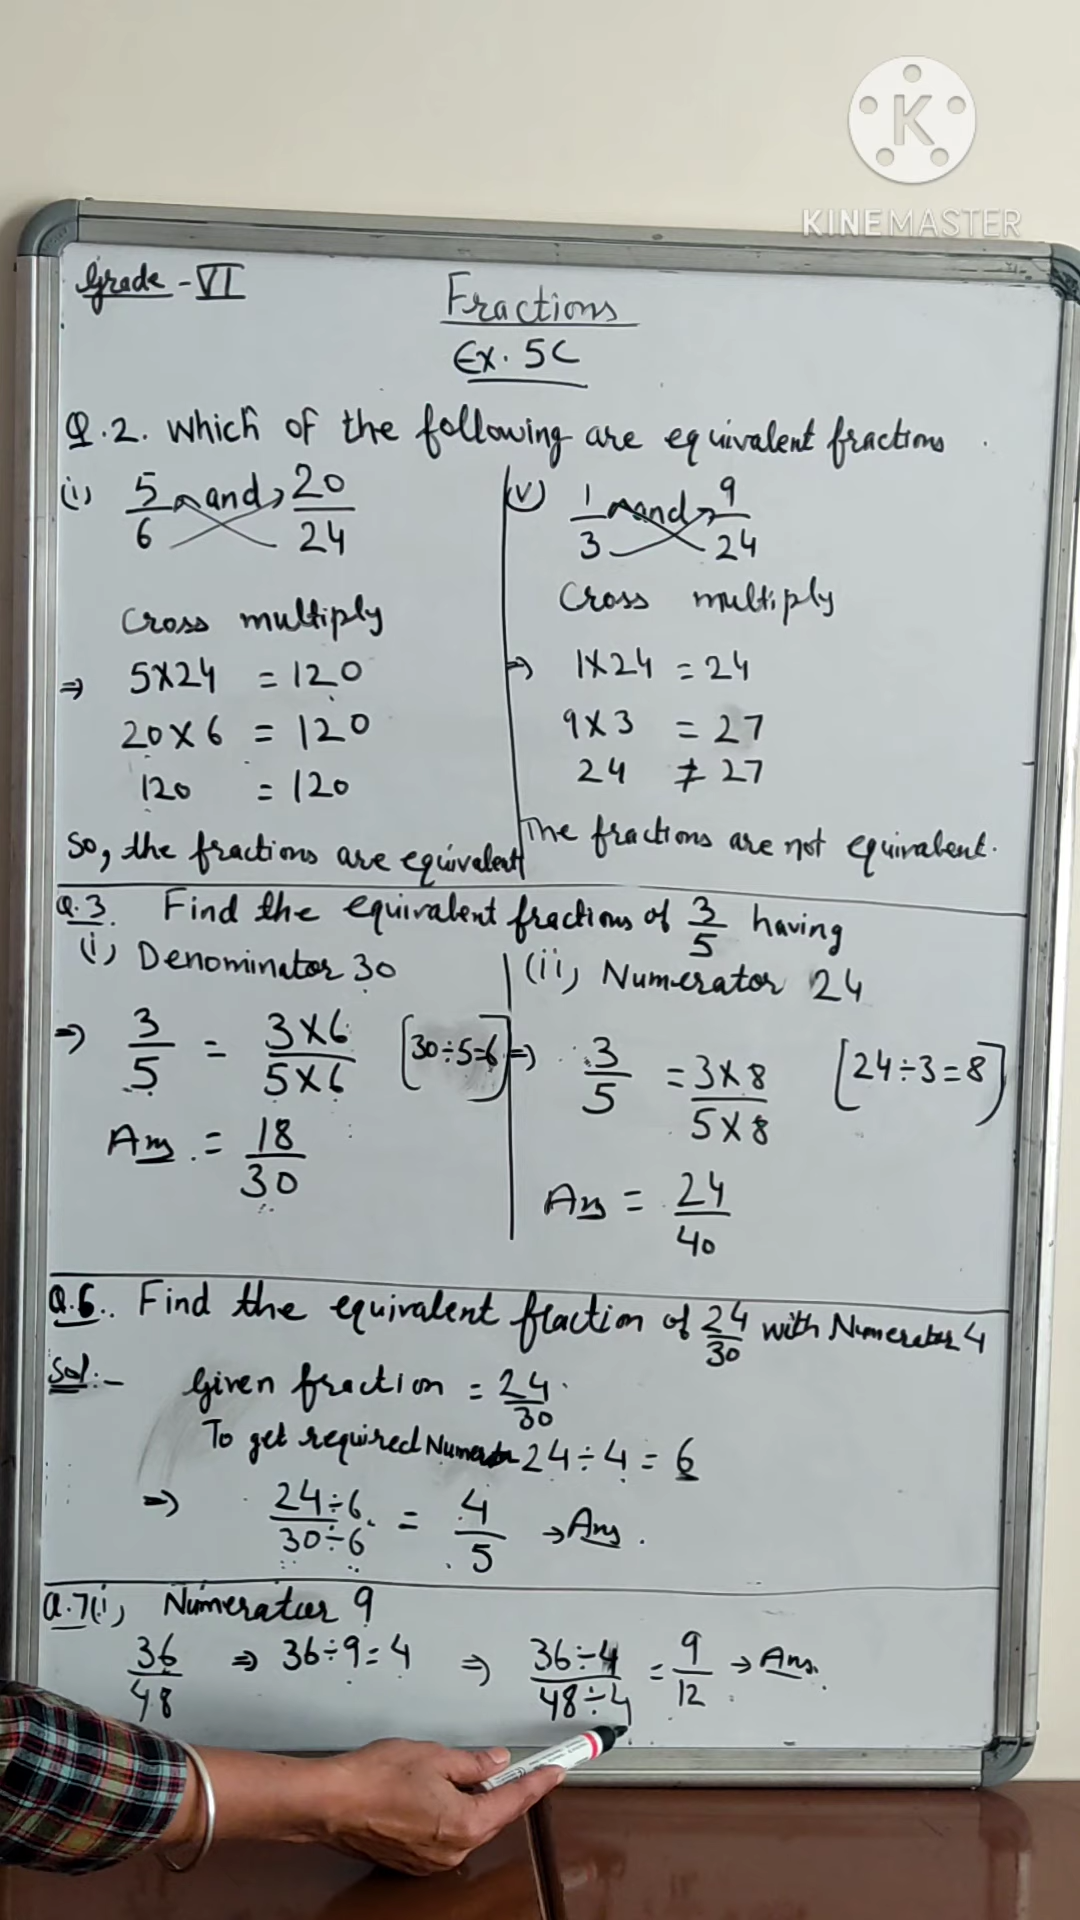 K
KINEMASTER
Grade - VI
Fractions
Ex. 5C
Q.2. Which of the following are equivalent fractions.
(i) 5/6 and 20/24
Cross multiply
⇒ 5×24 = 120
20×6 = 120
120 = 120
So, the fractions are equivalent
(V) 1/3 and 9/24
Cross multiply
⇒ 1×24 = 24
9×3 = 27
24 ≠ 27
The fractions are not equivalent.
Q.3. Find the equivalent fractions of 3/5 having
(i) Denominator 30
⇒ 3/5 = 3×6/5×6 [30÷5=6]
Ans. = 18/30
(ii) Numerator 24
⇒ 3/5 = 3×8/5×8 [24÷3=8]
Ans = 24/40
Q.6. Find the equivalent fraction of 24/30 with Numerator 4
Sol:- Given fraction = 24/30
To get required 24÷4 = 6
⇒ 24÷6/30÷6 = 4/5 → Ans.
Q.7(i) Numerator 9
36/48 ⇒ 36÷9=4 ⇒ 36÷4/48÷4 = 9/12 → Ans.